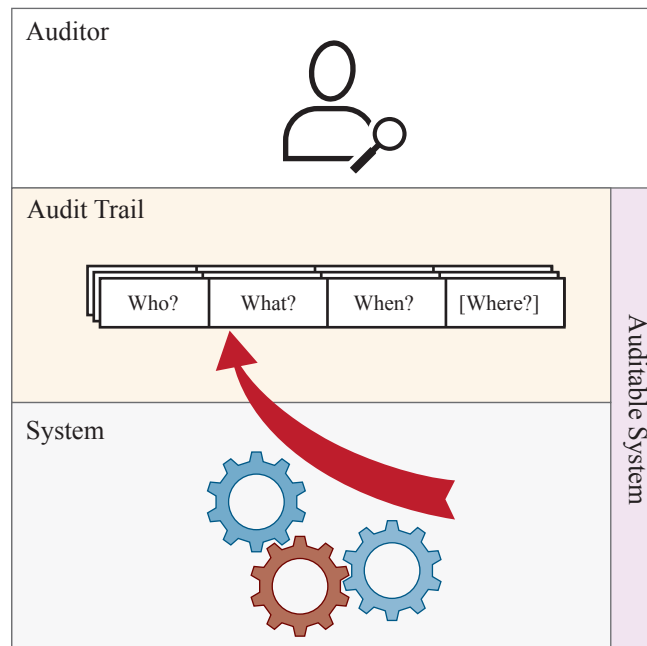 Auditor
Audit Trail
Who?
What?
When?
[Where?]
System
Auditable System